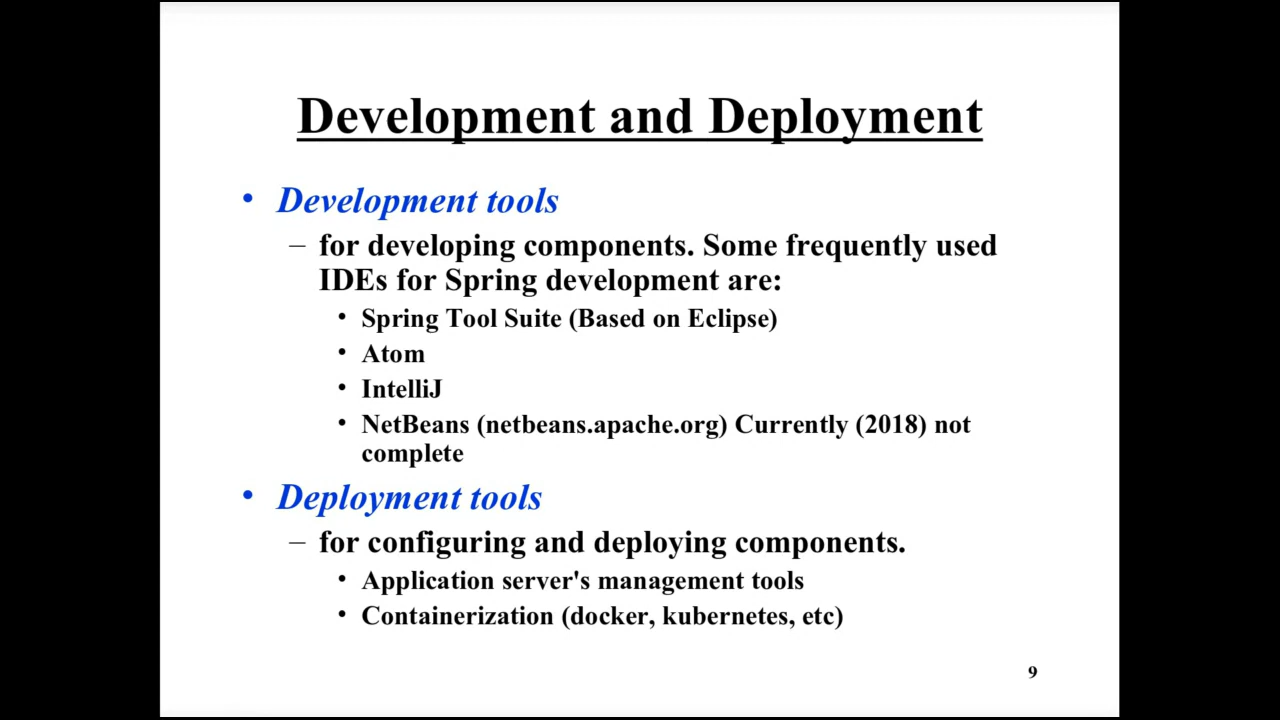 Development and Deployment
• Development tools
– for developing components. Some frequently used
IDEs for Spring development are:
• Spring Tool Suite (Based on Eclipse)
• Atom
• IntelliJ
• NetBeans (netbeans.apache.org) Currently (2018) not
complete
• Deployment tools
– for configuring and deploying components.
• Application server's management tools
• Containerization (docker, kubernetes, etc)
9